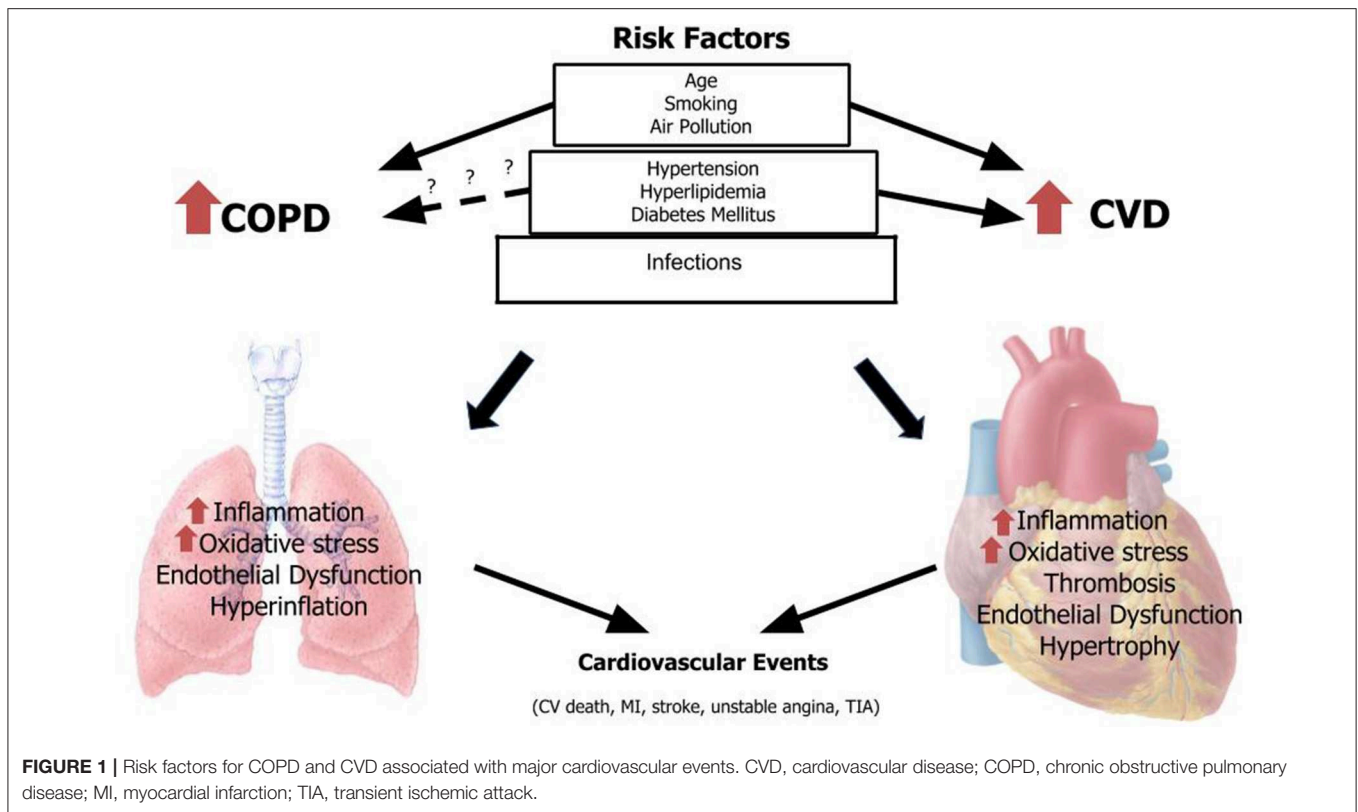 Risk Factors
Age
Smoking
Air Pollution
? ? ?
Hypertension
Hyperlipidemia
Diabetes Mellitus
COPD
CVD
Infections
Inflammation
Oxidative stress
Endothelial Dysfunction
Hyperinflation
Inflammation
Oxidative stress
Thrombosis
Endothelial Dysfunction
Hypertrophy
Cardiovascular Events
(CV death, MI, stroke, unstable angina, TIA)
FIGURE 1 | Risk factors for COPD and CVD associated with major cardiovascular events. CVD, cardiovascular disease; COPD, chronic obstructive pulmonary
disease; MI, myocardial infarction; TIA, transient ischemic attack.